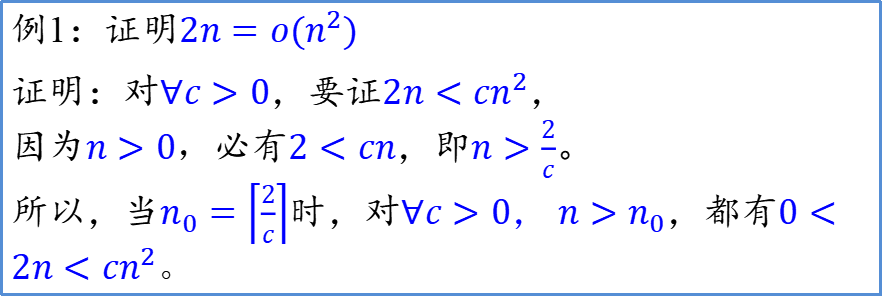 例1：证明2n = o(n²)
证明：对∀c > 0，要证2n < cn²，
因为n > 0，必有2 < cn，即n > 2/c。
所以，当n₀ = ⌈2/c⌉时，对∀c > 0， n > n₀，都有0 <
2n < cn²。